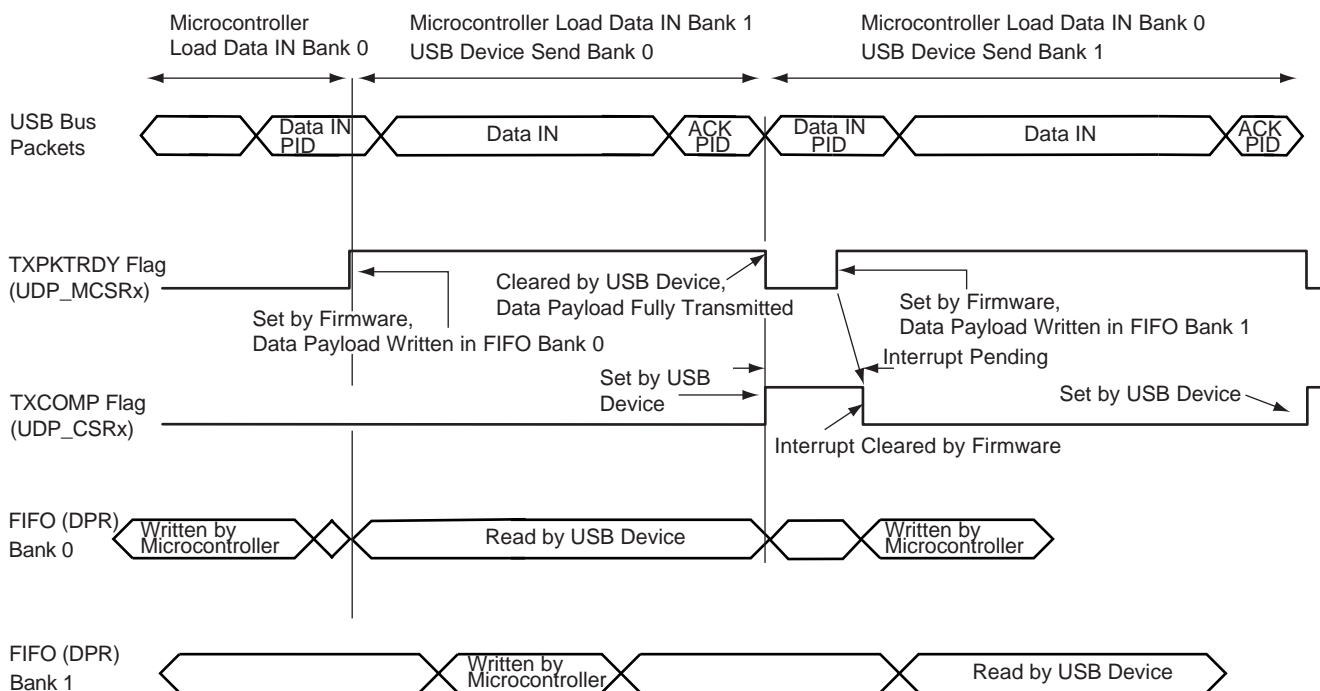 Microcontroller
Load Data IN Bank 0
Microcontroller Load Data IN Bank 1
USB Device Send Bank 0
Microcontroller Load Data IN Bank 0
USB Device Send Bank 1
USB Bus
Packets
Data IN
PID
Data IN
ACK
PID
Data IN
PID
Data IN
ACK
PID
TXPKTRDY Flag
(UDP_MCSRx)
Set by Firmware,
Data Payload Written in FIFO Bank 0
Cleared by USB Device,
Data Payload Fully Transmitted
Set by Firmware,
Data Payload Written in FIFO Bank 1
Interrupt Pending
Set by USB
Device
TXCOMP Flag
(UDP_CSRx)
Set by USB Device
Interrupt Cleared by Firmware
FIFO (DPR)
Bank 0
Written by
Microcontroller
Read by USB Device
Written by
Microcontroller
FIFO (DPR)
Bank 1
Written by
Microcontroller
Read by USB Device